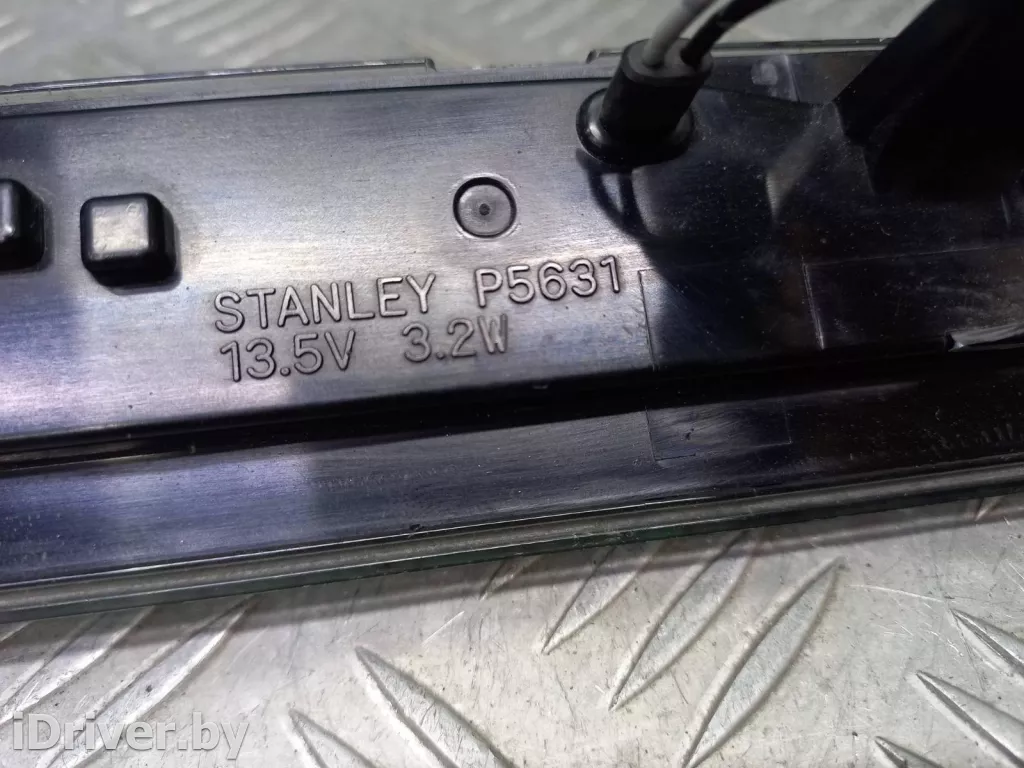 STANLEY P5631
13.5V 3.2W
iDriver.by